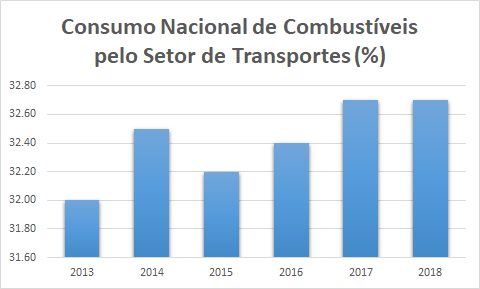 Consumo Nacional de Combustíveis
pelo Setor de Transportes (%)
32.80
32.60
32.40
32.20
32.00
31.80
31.60
2013 2014 2015 2016 2017 2018